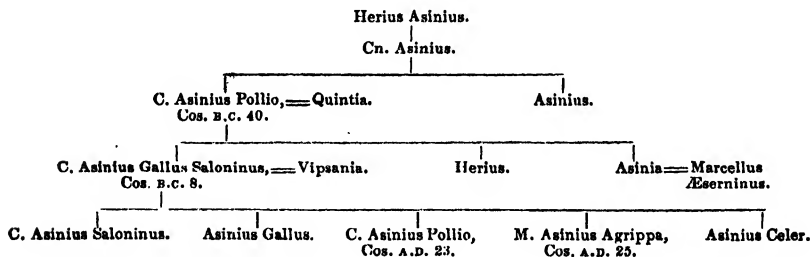 Herius Asinius.
Cn. Asinius.
C. Asinius Pollio,=Quintia. Asinius.
Cos. B.C. 40.
C. Asinius Gallus Saloninus,=Vipsania. Herius. Asinia=Marcellus
Cos. B.C. 8. Æserninus.
C. Asinius Saloninus. Asinius Gallus. C. Asinius Pollio, M. Asinius Agrippa, Asinius Celer.
Cos. A.D. 23. Cos. A.D. 25.